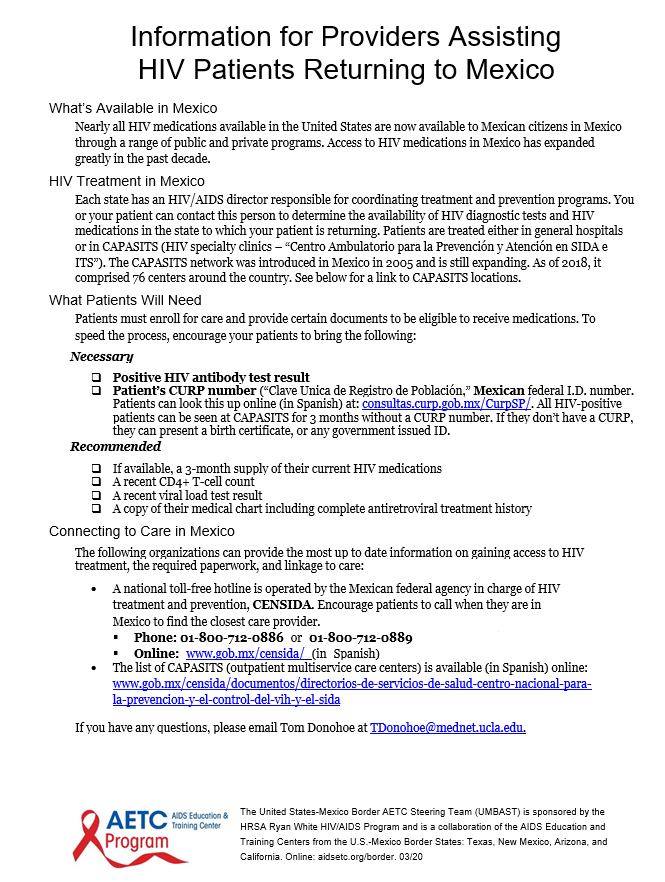 Information for Providers Assisting
HIV Patients Returning to Mexico
What's Available in Mexico
Nearly all HIV medications available in the United States are now available to Mexican citizens in Mexico
through a range of public and private programs. Access to HIV medications in Mexico has expanded
greatly in the past decade.
HIV Treatment in Mexico
Each state has an HIV/AIDS director responsible for coordinating treatment and prevention programs. You
or your patient can contact this person to determine the availability of HIV diagnostic tests and HIV
medications in the state to which your patient is returning. Patients are treated either in general hospitals
or in CAPASITS (HIV specialty clinics – “Centro Ambulatorio para la Prevención y Atención en SIDA e
ITS”). The CAPASITS network was introduced in Mexico in 2005 and is still expanding. As of 2018, it
comprised 76 centers around the country. See below for a link to CAPASITS locations.
What Patients Will Need
Patients must enroll for care and provide certain documents to be eligible to receive medications. To
speed the process, encourage your patients to bring the following:
Necessary
❑ Positive HIV antibody test result
❑ Patient's CURP number (“Clave Unica de Registro de Población,” Mexican federal I.D. number.
Patients can look this up online (in Spanish) at: consultas.curp.gob.mx/CurpSP/. All HIV-positive
patients can be seen at CAPASITS for 3 months without a CURP number. If they don't have a CURP,
they can present a birth certificate, or any government issued ID.
Recommended
❑ If available, a 3-month supply of their current HIV medications
❑ A recent CD4+ T-cell count
❑ A recent viral load test result
❑ A copy of their medical chart including complete antiretroviral treatment history
Connecting to Care in Mexico
The following organizations can provide the most up to date information on gaining access to HIV
treatment, the required paperwork, and linkage to care:
• A national toll-free hotline is operated by the Mexican federal agency in charge of HIV
treatment and prevention, CENSIDA. Encourage patients to call when they are in
Mexico to find the closest care provider.
▪ Phone: 01-800-712-0886 or 01-800-712-0889
▪ Online: www.gob.mx/censida/ (in Spanish)
• The list of CAPASITS (outpatient multiservice care centers) is available (in Spanish) online:
www.gob.mx/censida/documentos/directorios-de-servicios-de-salud-centro-nacional-para-
la-prevencion-y-el-control-del-vih-y-el-sida
If you have any questions, please email Tom Donohoe at TDonohoe@mednet.ucla.edu.
AETC AIDS Education &
Training Center
Program
The United States-Mexico Border AETC Steering Team (UMBAST) is sponsored by the
HRSA Ryan White HIV/AIDS Program and is a collaboration of the AIDS Education and
Training Centers from the U.S.-Mexico Border States: Texas, New Mexico, Arizona, and
California. Online: aidsetc.org/border. 03/20